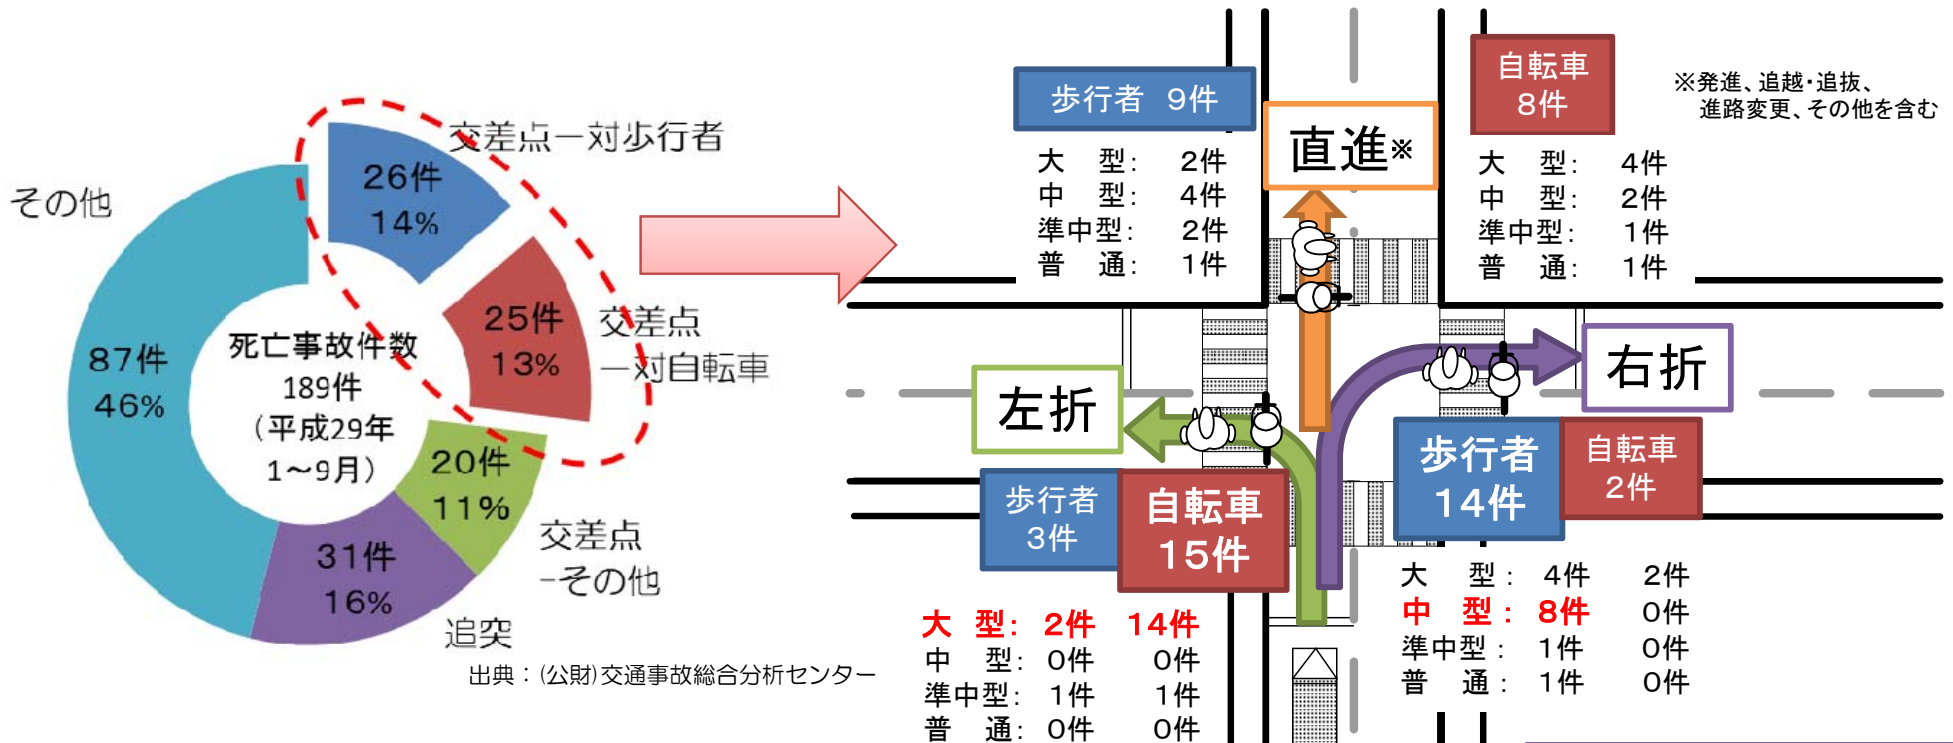 交差点ー対歩行者
26件
14%
その他
25件
13%
交差点
ー対自転車
87件
46%
死亡事故件数
189件
（平成29年
1～9月）
20件
11%
交差点
-その他
31件
16%
追突
出典：(公財)交通事故総合分析センター
歩行者 9件
大 型： 2件
中 型： 4件
準中型： 2件
普 通： 1件
直進※
自転車
8件
大 型： 4件
中 型： 2件
準中型： 1件
普 通： 1件
※発進、追越・追抜、
進路変更、その他を含む
左折
歩行者
3件
自転車
15件
大 型： 2件 14件
中 型： 0件 0件
準中型： 1件 1件
普 通： 0件 0件
右折
歩行者
14件
自転車
2件
大 型： 4件 2件
中 型： 8件 0件
準中型： 1件 0件
普 通： 1件 0件